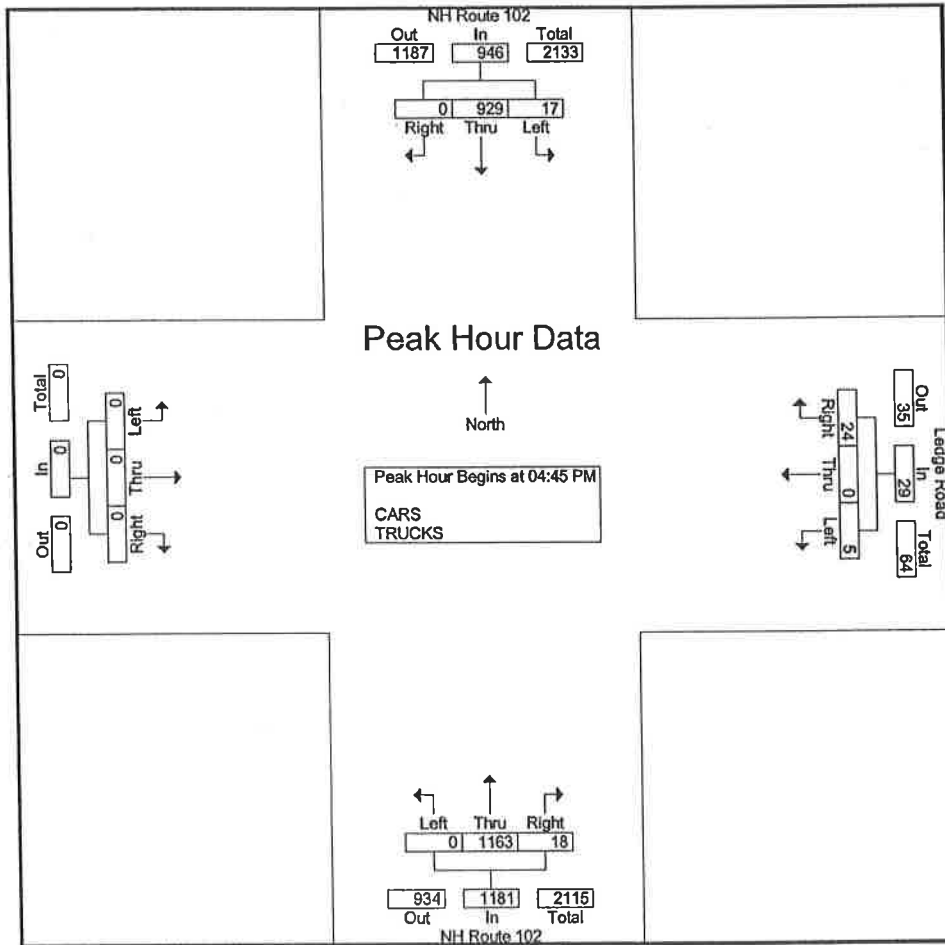 NH Route 102
Out In Total
1187 946 2133
0 929 17
Right Thru Left
Peak Hour Data
North
Peak Hour Begins at 04:45 PM
CARS
TRUCKS
Total In Out
0 0 0
0 0 0
Left Thru Right
Ledge Road
Out In Total
35 29 64
24 0 5
Right Thru Left
Left Thru Right
0 1163 18
934 1181 2115
Out In Total
NH Route 102